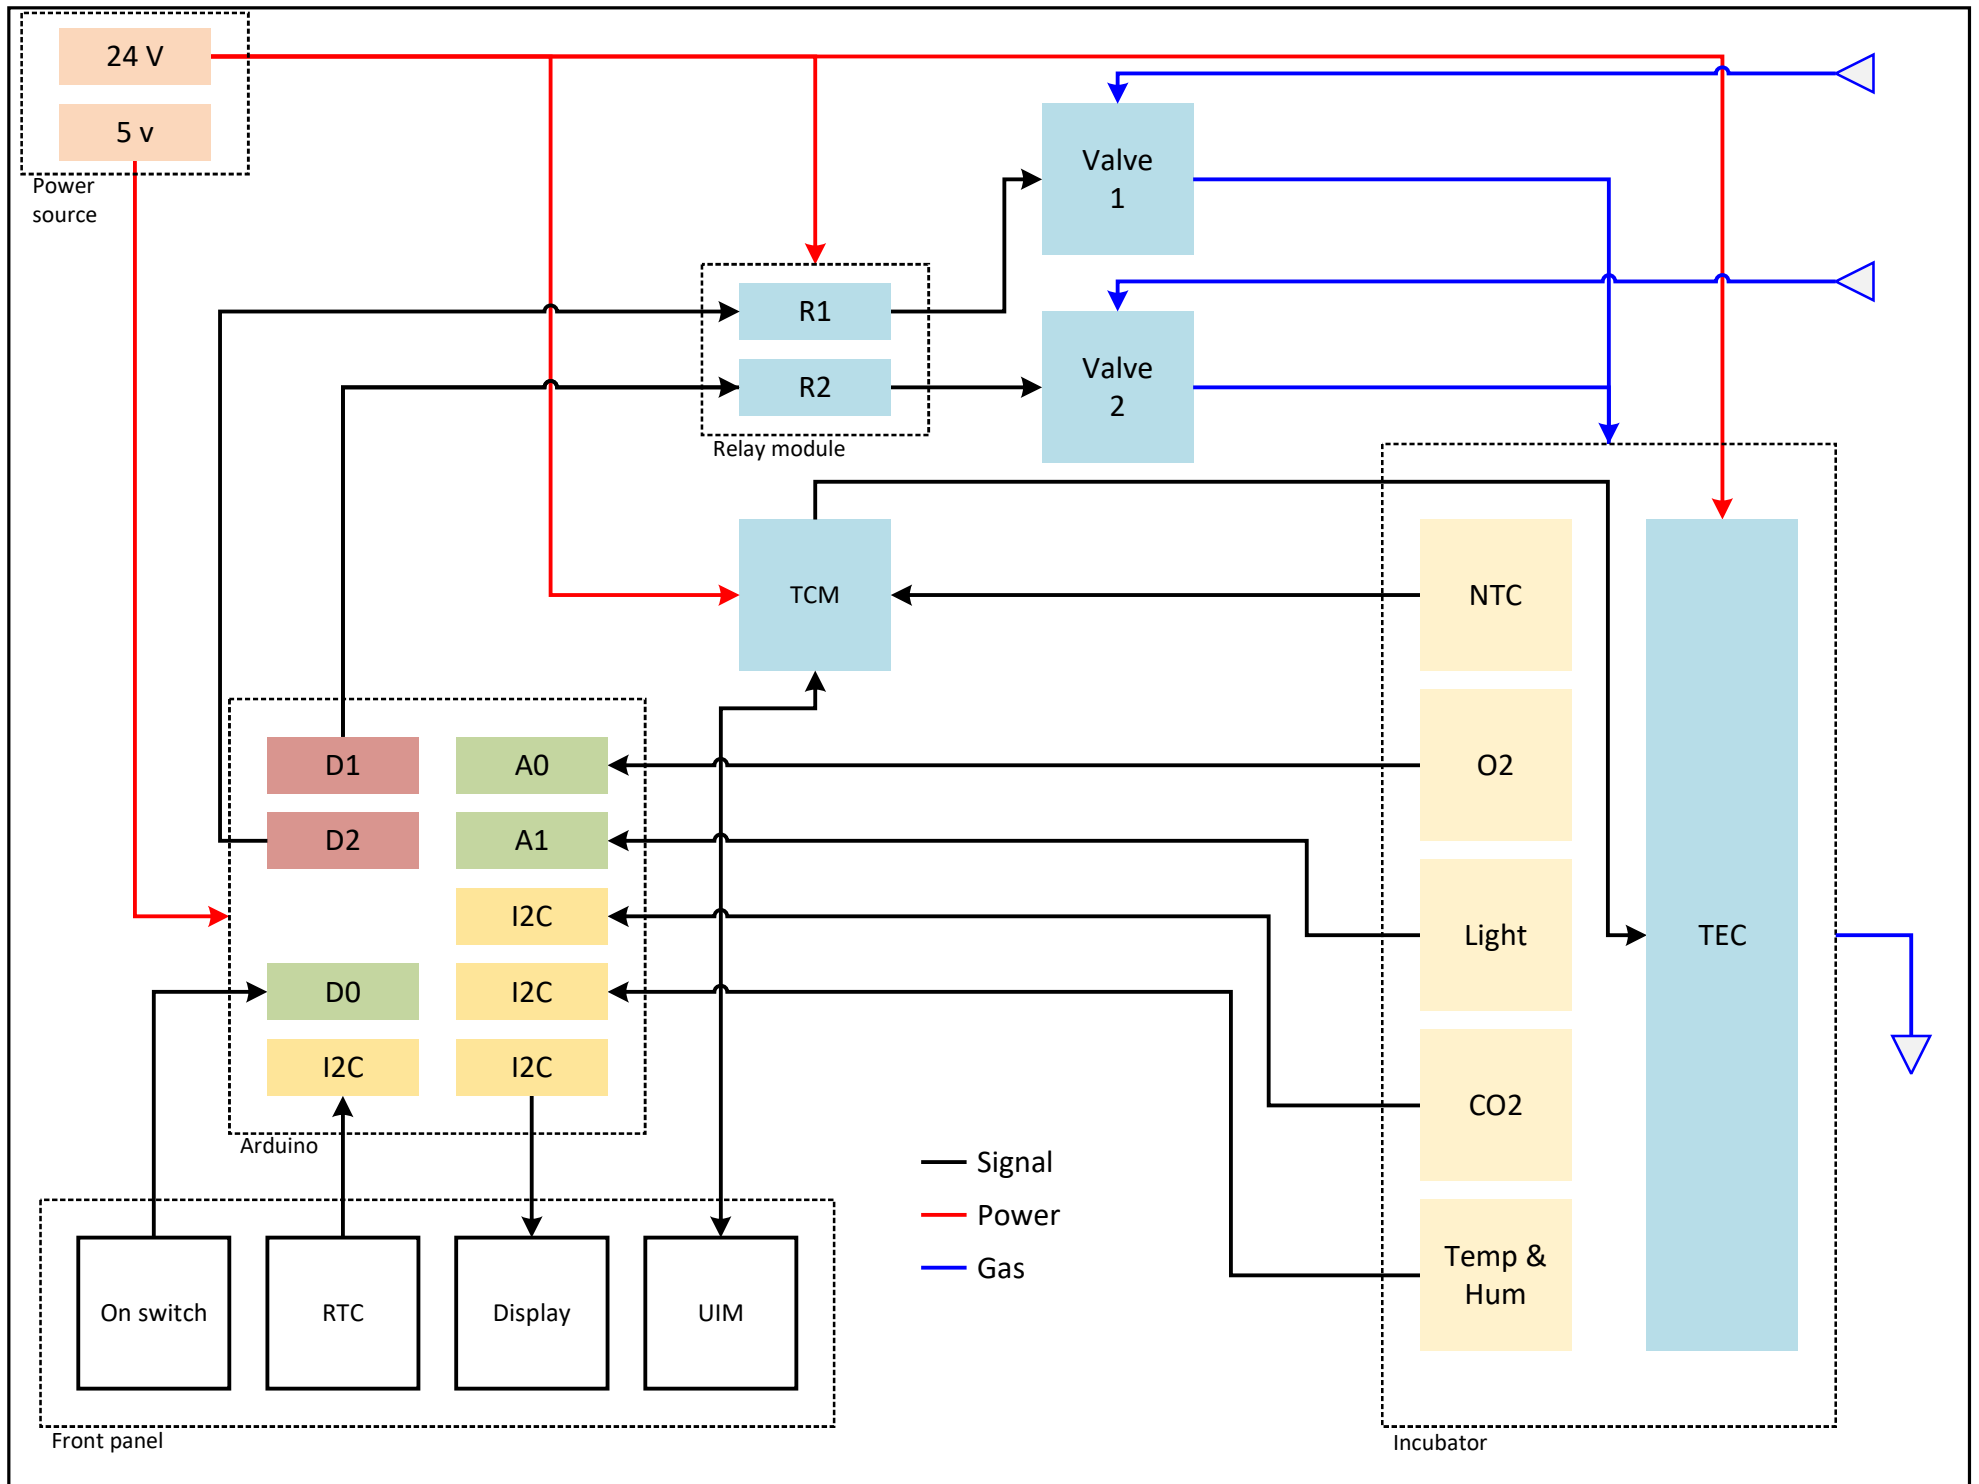 24 V
5 v
Power
source
Valve
1
Valve
2
R1
R2
Relay module
TCM
NTC
O2
Light
CO2
Temp &
Hum
TEC
Incubator
D1
A0
D2
A1
I2C
D0
I2C
I2C
I2C
Arduino
Signal
Power
Gas
On switch
RTC
Display
UIM
Front panel